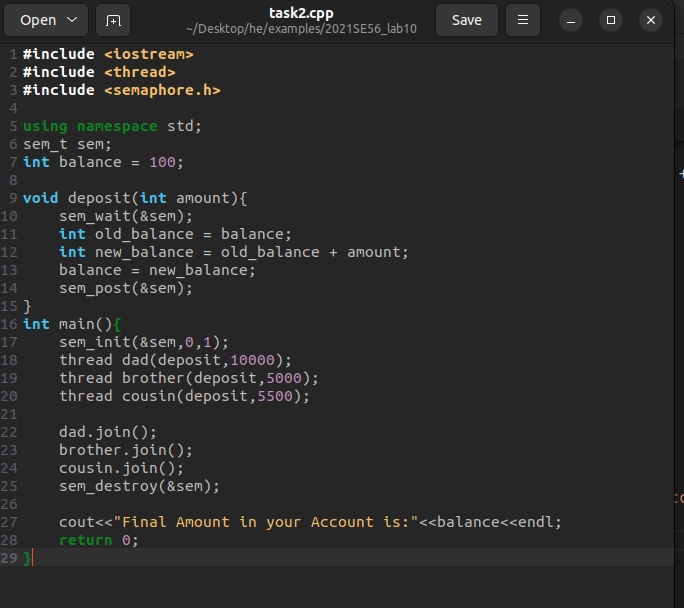 Open
task2.cpp
~/Desktop/he/examples/2021SE56_lab10
Save
1 #include <iostream>
2 #include <thread>
3 #include <semaphore.h>
4
5 using namespace std;
6 sem_t sem;
7 int balance = 100;
8
9 void deposit(int amount){
10     sem_wait(&sem);
11     int old_balance = balance;
12     int new_balance = old_balance + amount;
13     balance = new_balance;
14     sem_post(&sem);
15 }
16 int main(){
17     sem_init(&sem,0,1);
18     thread dad(deposit,10000);
19     thread brother(deposit,5000);
20     thread cousin(deposit,5500);
21
22     dad.join();
23     brother.join();
24     cousin.join();
25     sem_destroy(&sem);
26
27     cout<<"Final Amount in your Account is:"<<balance<<endl;
28     return 0;
29 }